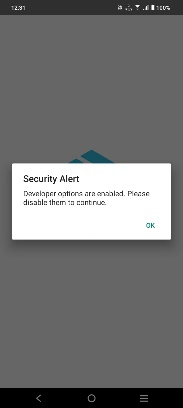 12:31
100%
Security Alert
Developer options are enabled. Please
disable them to continue.
OK